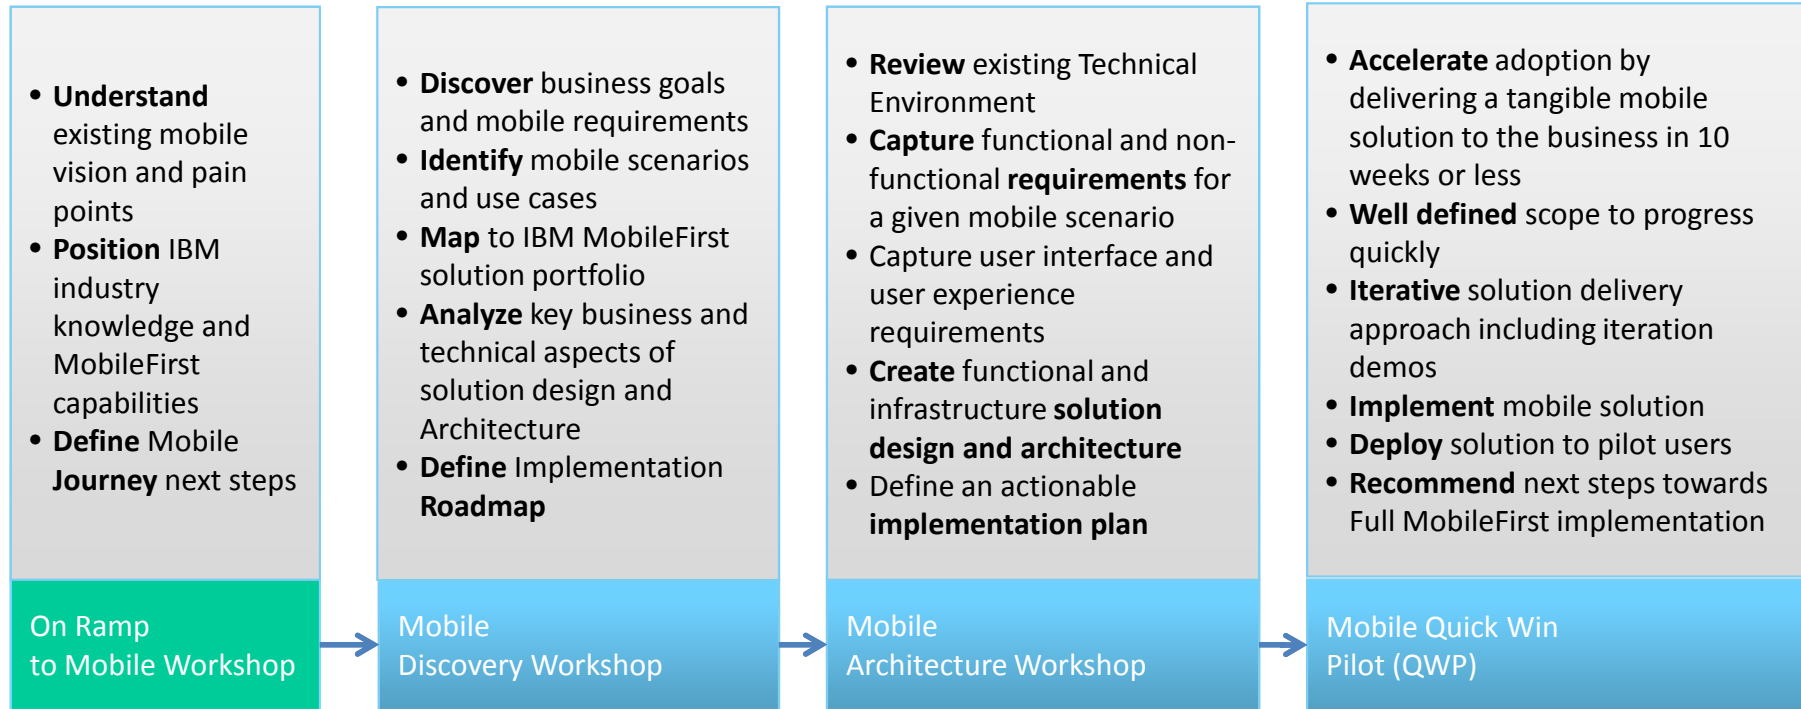 • Understand
existing mobile
vision and pain
points
• Position IBM
industry
knowledge and
MobileFirst
capabilities
• Define Mobile
Journey next steps
On Ramp
to Mobile Workshop
• Discover business goals
and mobile requirements
• Identify mobile scenarios
and use cases
• Map to IBM MobileFirst
solution portfolio
• Analyze key business and
technical aspects of
solution design and
Architecture
• Define Implementation
Roadmap
Mobile
Discovery Workshop
• Review existing Technical
Environment
• Capture functional and non-
functional requirements for
a given mobile scenario
• Capture user interface and
user experience
requirements
• Create functional and
infrastructure solution
design and architecture
• Define an actionable
implementation plan
Mobile
Architecture Workshop
• Accelerate adoption by
delivering a tangible mobile
solution to the business in 10
weeks or less
• Well defined scope to progress
quickly
• Iterative solution delivery
approach including iteration
demos
• Implement mobile solution
• Deploy solution to pilot users
• Recommend next steps towards
Full MobileFirst implementation
Mobile Quick Win
Pilot (QWP)